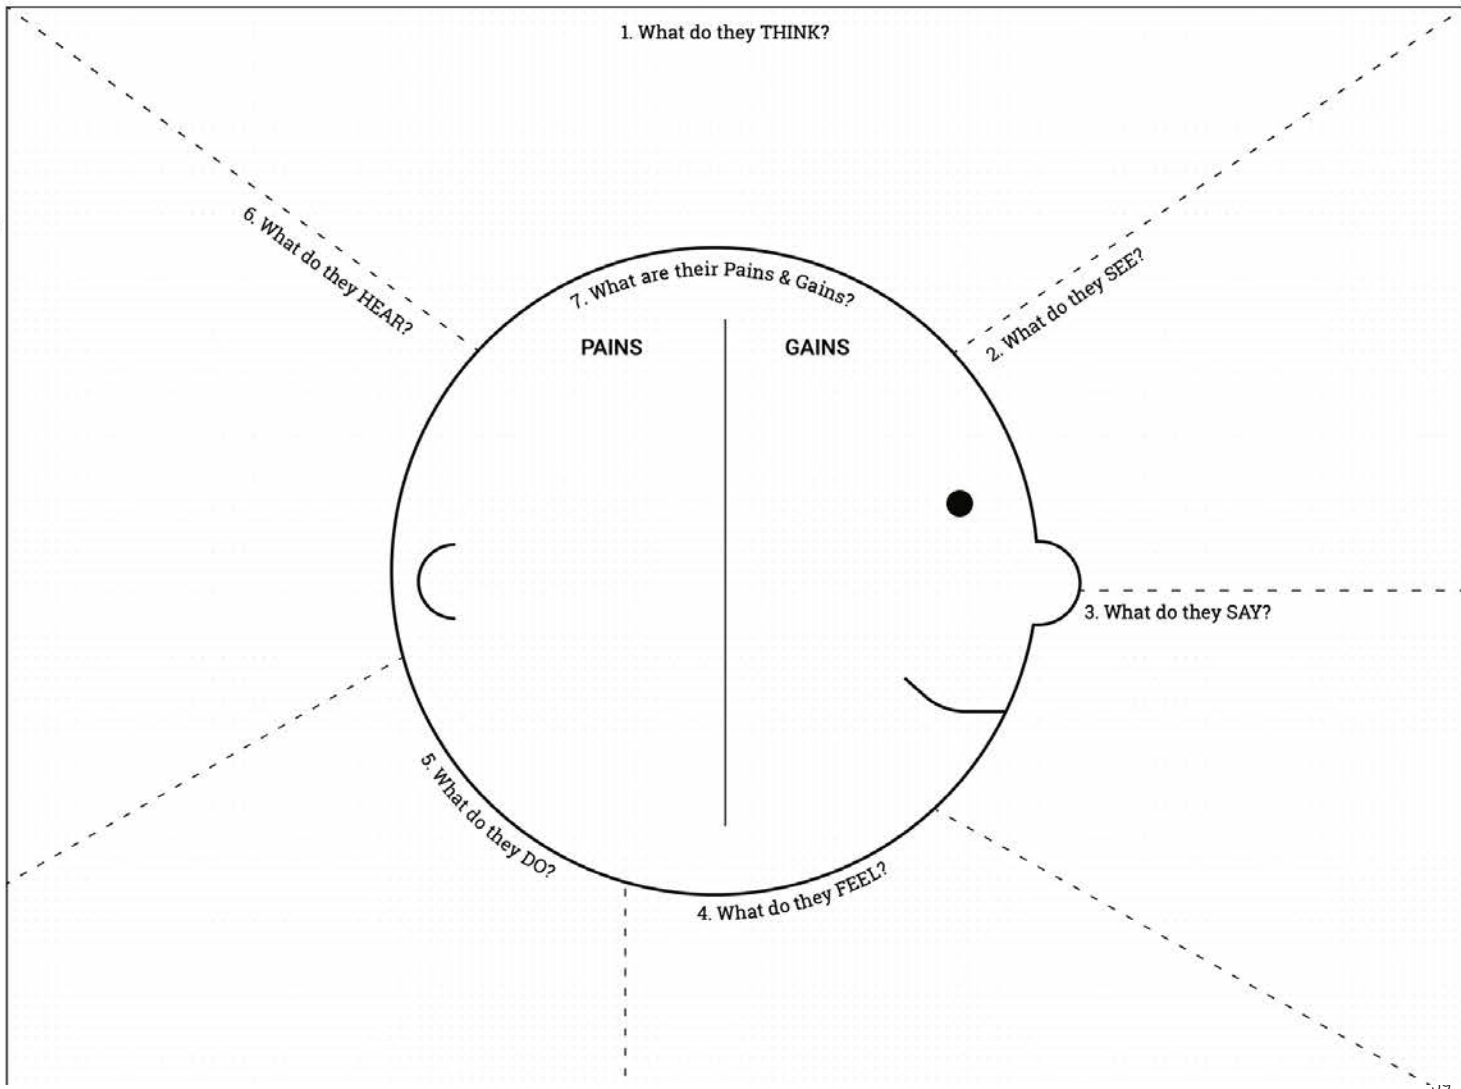 1. What do they THINK?
6. What do they HEAR?
2. What do they SEE?
7. What are their Pains & Gains?
PAINS
GAINS
3. What do they SAY?
5. What do they DO?
4. What do they FEEL?